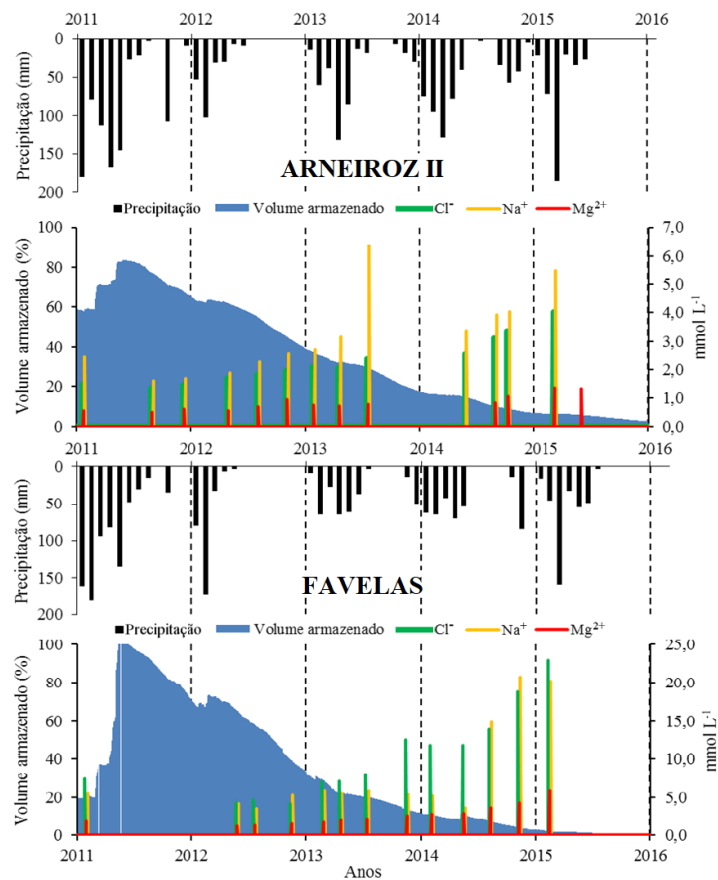 2011 2012 2013 2014 2015 2016
0
50
100
150
200
Precipitação (mm)
ARNEIROZ II
Precipitação Volume armazenado Cl⁻ Na⁺ Mg²⁺
100
80
60
40
20
0
Volume armazenado (%)
7,0
6,0
5,0
4,0
3,0
2,0
1,0
0,0
mmol L⁻¹
2011 2012 2013 2014 2015 2016
0
50
100
150
200
Precipitação (mm)
FAVELAS
Precipitação Volume armazenado Cl⁻ Na⁺ Mg²⁺
100
80
60
40
20
0
Volume armazenado (%)
25,0
20,0
15,0
10,0
5,0
0,0
mmol L⁻¹
2011 2012 2013 2014 2015 2016
Anos